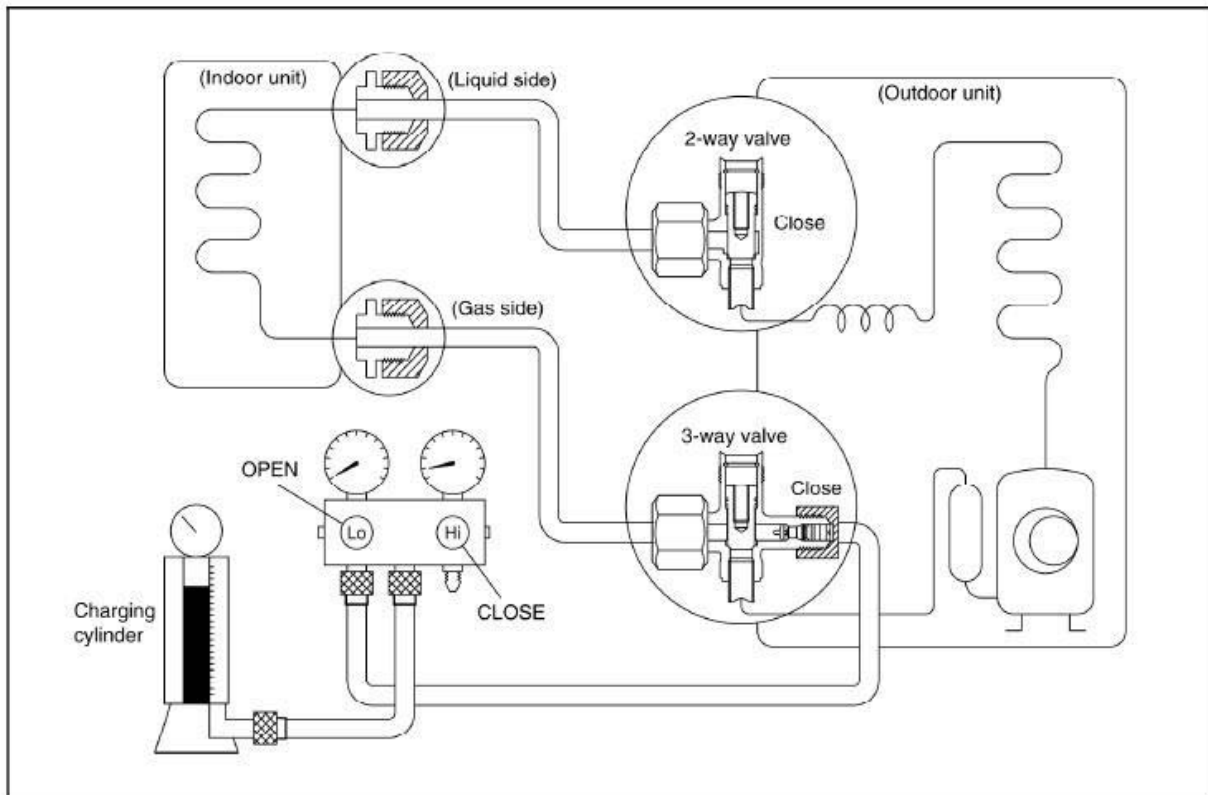 (Indoor unit)
(Liquid side)
(Outdoor unit)
2-way valve
Close
(Gas side)
3-way valve
Close
OPEN
Lo
Hi
CLOSE
Charging
cylinder